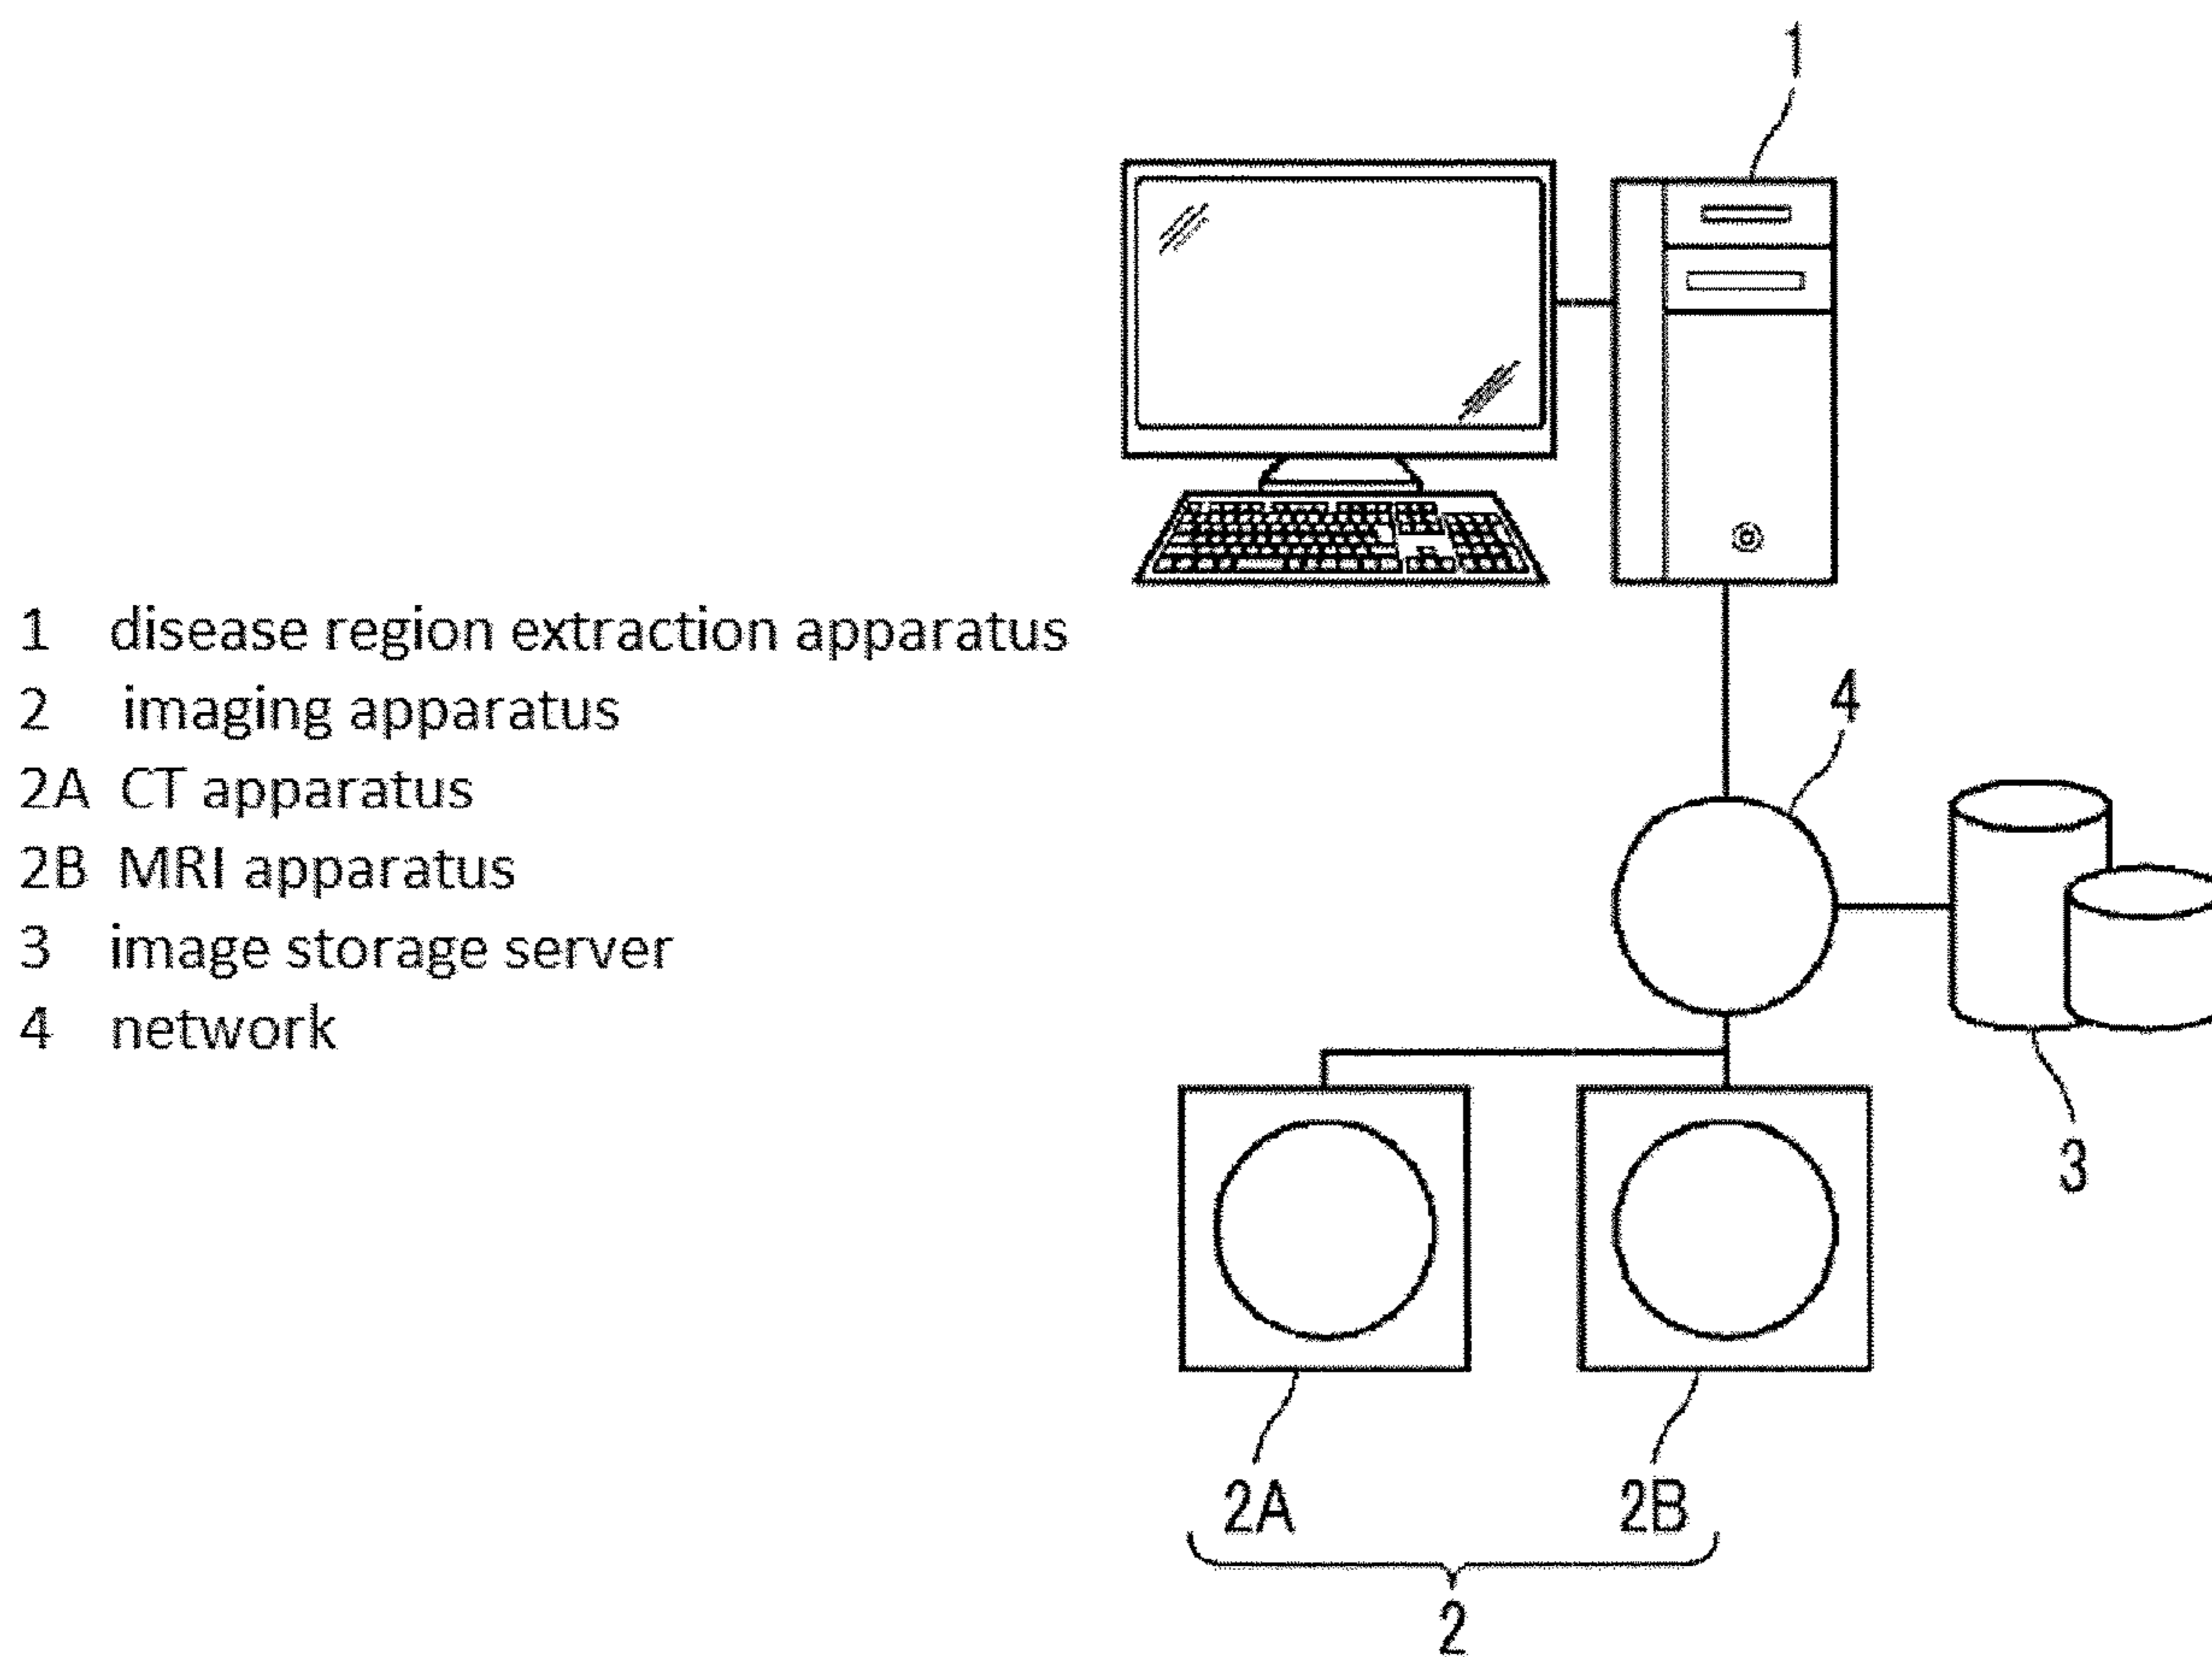 1
1 disease region extraction apparatus
2 imaging apparatus
2A CT apparatus
2B MRI apparatus
3 image storage server
4 network
4
3
2A 2B
2